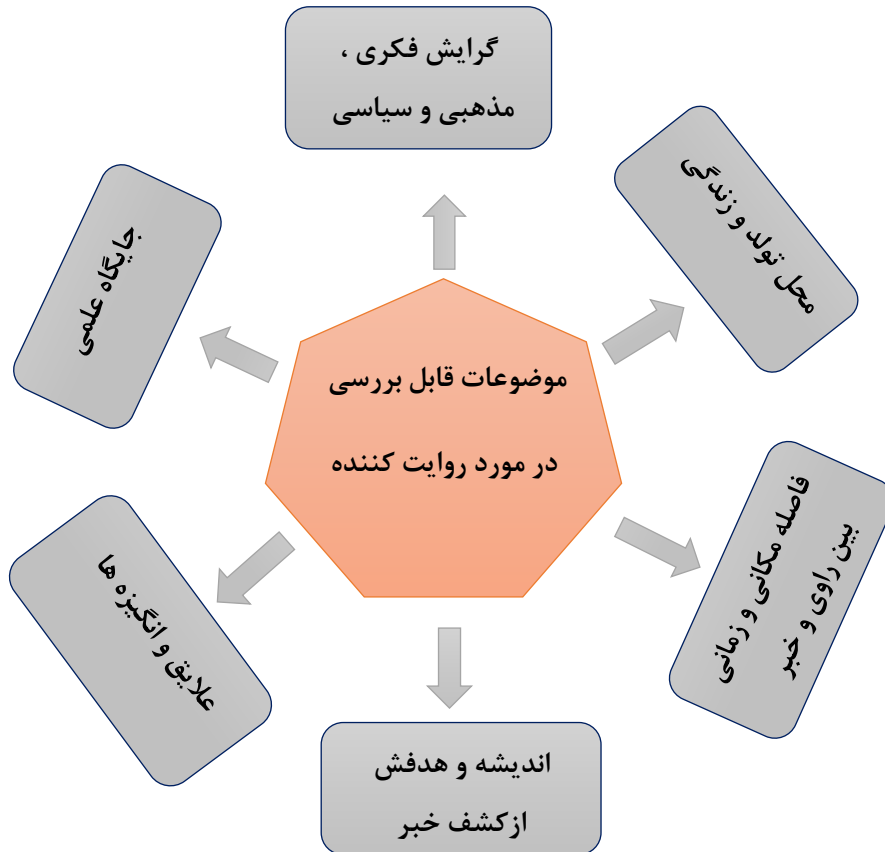 گرایش فکری ،
مذهبی و سیاسی
محل تولد و زندگی
جایگاه علمی
موضوعات قابل بررسی
در مورد روایت کننده
فاصله مکانی و زمانی
بین راوی و خبر
علایق و انگیزه ها
اندیشه و هدفش
ازکشف خبر